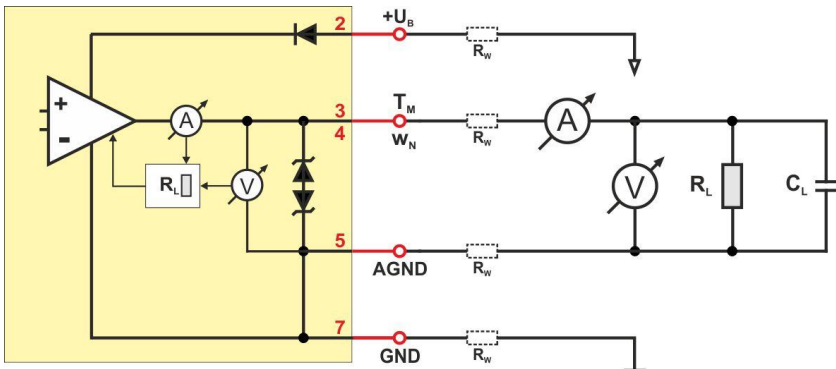 2 +U_B R_W
+
-
A
3 T_M
4 W_N R_W A
R_L V
V R_L C_L
5 AGND R_W
7 GND R_W